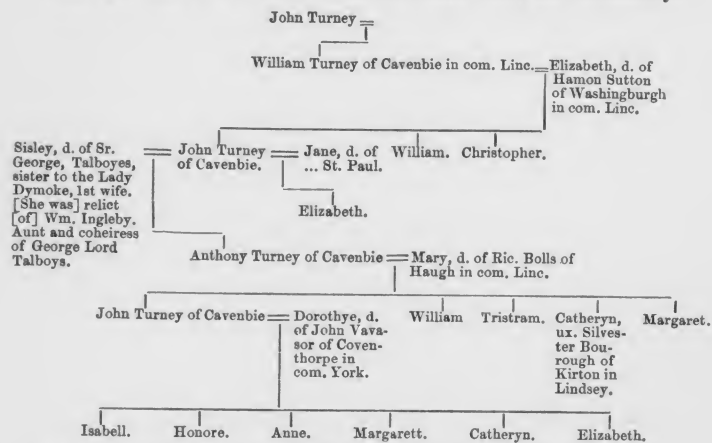 John Turney
William Turney of Cavenbie in com. Linc.
Elizabeth, d. of
Hamon Sutton
of Washingburgh
in com. Linc.
Sisley, d. of Sr.
George, Talboyes,
sister to the Lady
Dymoke, 1st wife.
[She was] relict
[of] Wm. Ingleby.
Aunt and coheiress
of George Lord
Talboys.
John Turney
of Cavenbie.
Jane, d. of
... St. Paul.
William.
Christopher.
Elizabeth.
Anthony Turney of Cavenbie
Mary, d. of Ric. Bolls of
Haugh in com. Linc.
John Turney of Cavenbie
Dorothye, d.
of John Vava-
sor of Coven-
thorpe in
com. York.
William
Tristram.
Catheryn,
ux. Silves-
ter Bou-
rough of
Kirton in
Lindsey.
Margaret.
Isabell.
Honore.
Anne.
Margarett.
Catheryn.
Elizabeth.